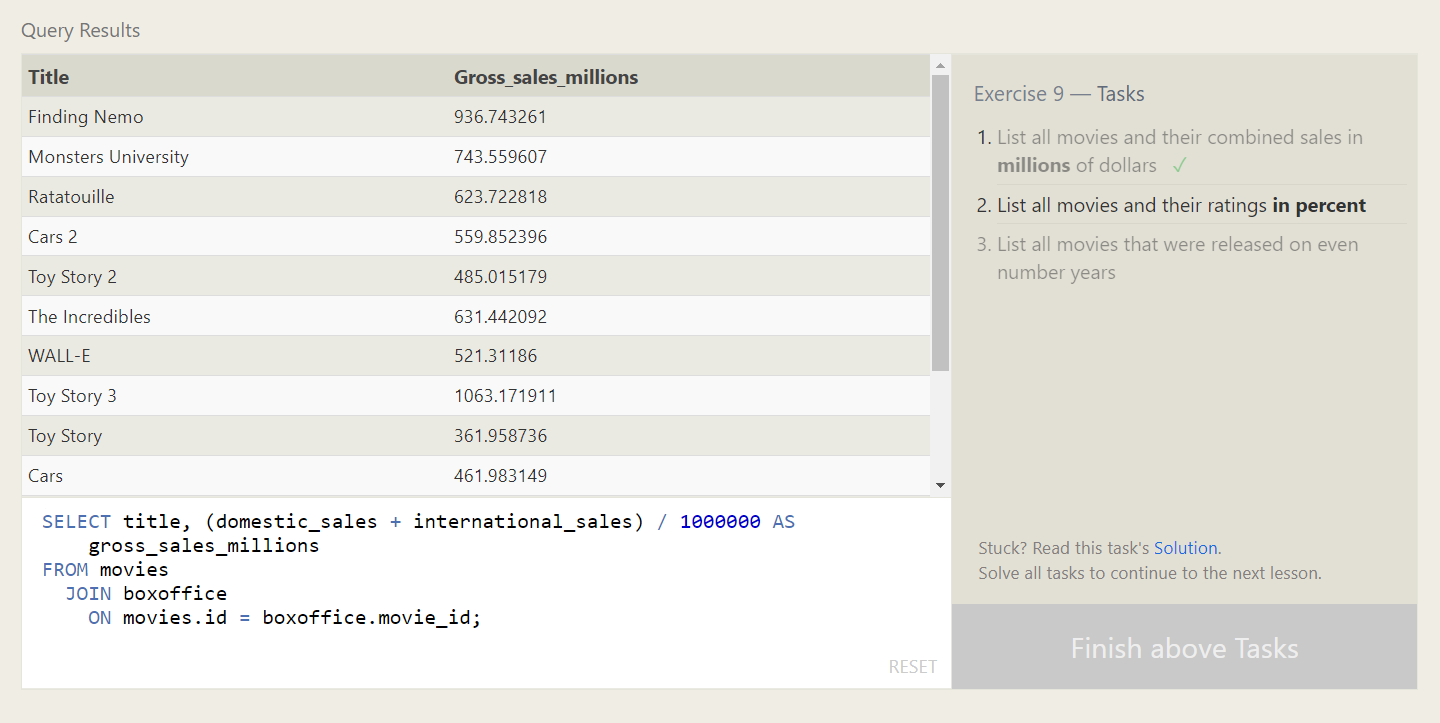 Query Results
Title Gross_sales_millions
Finding Nemo 936.743261
Monsters University 743.559607
Ratatouille 623.722818
Cars 2 559.852396
Toy Story 2 485.015179
The Incredibles 631.442092
WALL-E 521.31186
Toy Story 3 1063.171911
Toy Story 361.958736
Cars 461.983149
SELECT title, (domestic_sales + international_sales) / 1000000 AS
gross_sales_millions
FROM movies
JOIN boxoffice
ON movies.id = boxoffice.movie_id;
RESET
Exercise 9 — Tasks
1. List all movies and their combined sales in
millions of dollars ✓
2. List all movies and their ratings in percent
3. List all movies that were released on even
number years
Stuck? Read this task's Solution.
Solve all tasks to continue to the next lesson.
Finish above Tasks